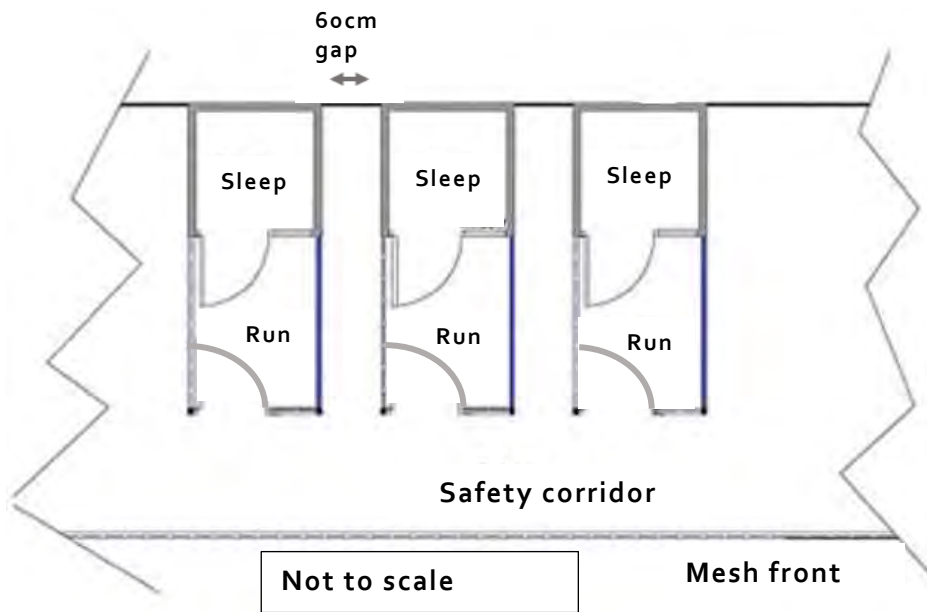 60cm
gap
Sleep
Sleep
Sleep
Run
Run
Run
Safety corridor
Not to scale
Mesh front